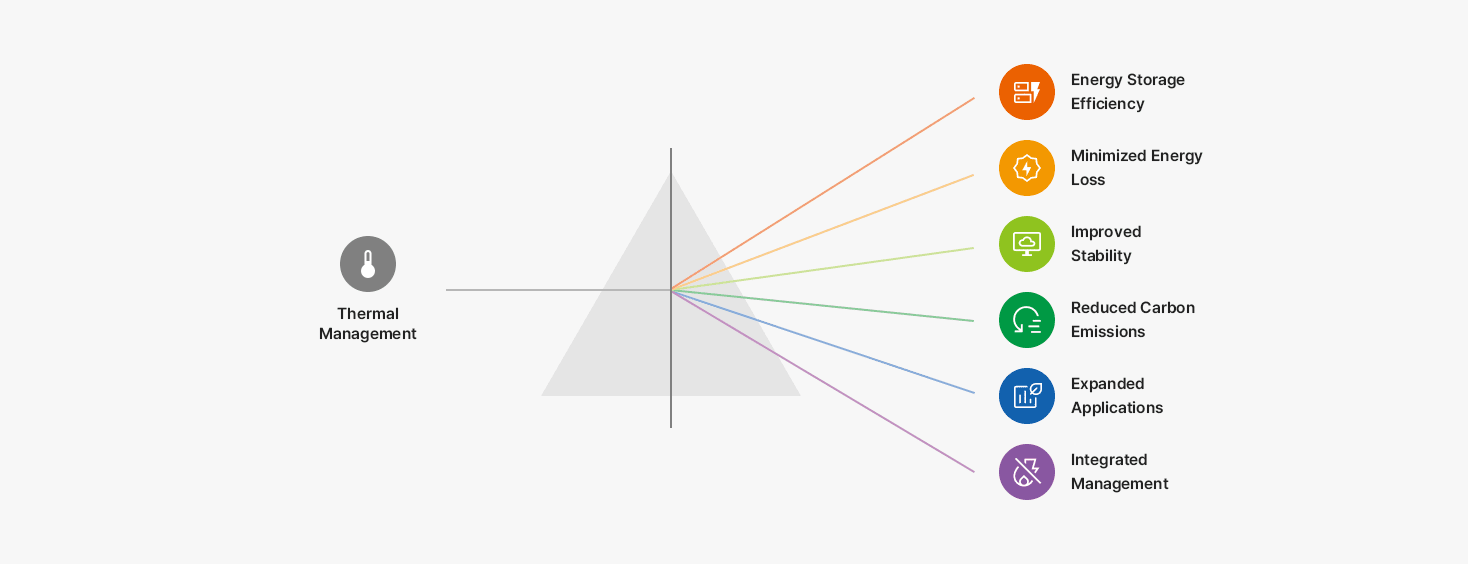 Thermal
Management
Energy Storage
Efficiency
Minimized Energy
Loss
Improved
Stability
Reduced Carbon
Emissions
Expanded
Applications
Integrated
Management